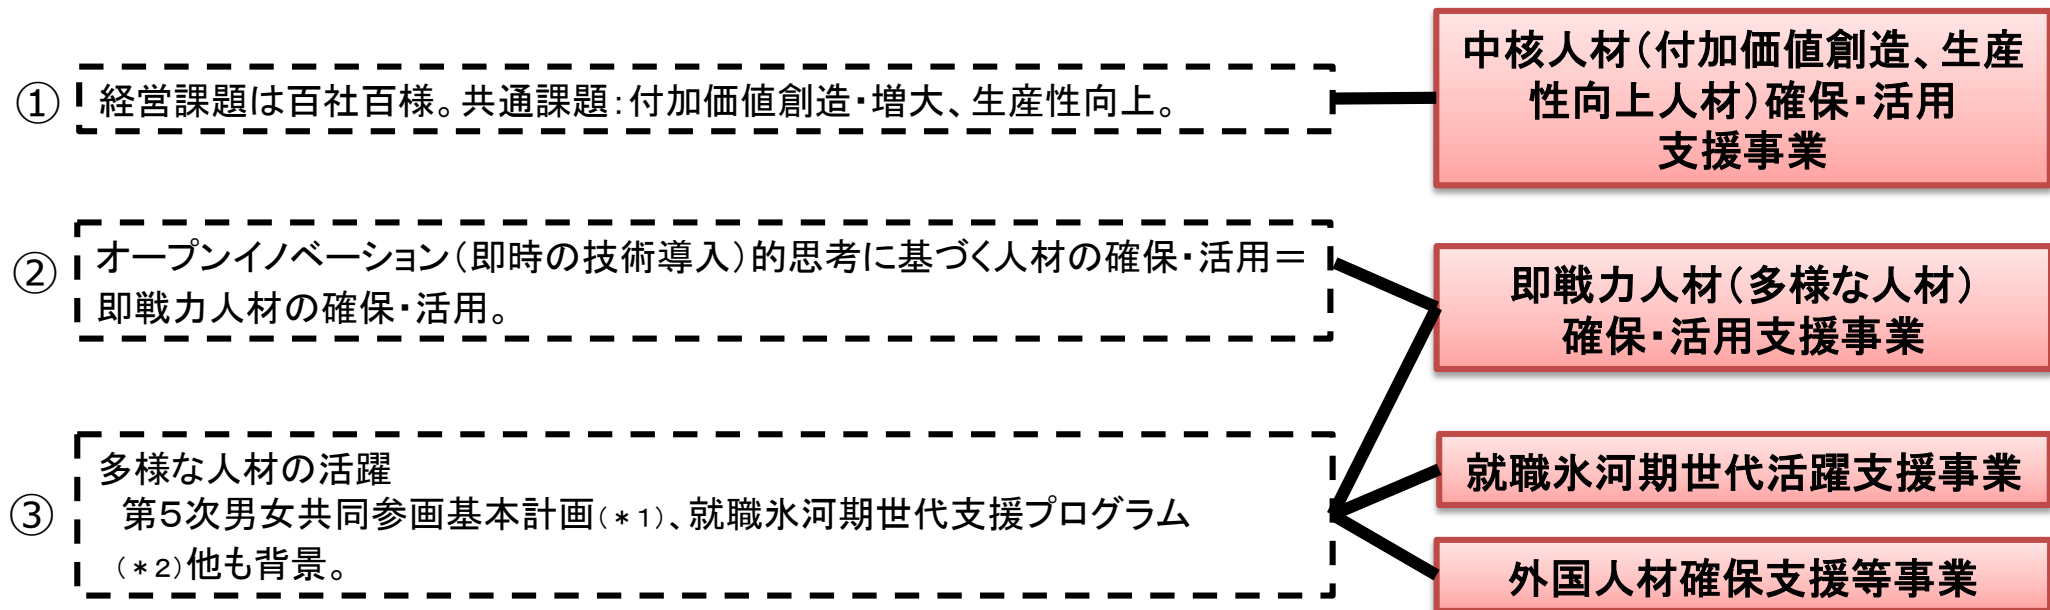 ①
経営課題は百社百様。共通課題：付加価値創造・増大、生産性向上。
中核人材（付加価値創造、生産
性向上人材）確保・活用
支援事業
②
オープンイノベーション（即時の技術導入）的思考に基づく人材の確保・活用＝
即戦力人材の確保・活用。
即戦力人材（多様な人材）
確保・活用支援事業
③
多様な人材の活躍
第５次男女共同参画基本計画（＊１）、就職氷河期世代支援プログラム
（＊２）他も背景。
就職氷河期世代活躍支援事業
外国人材確保支援等事業